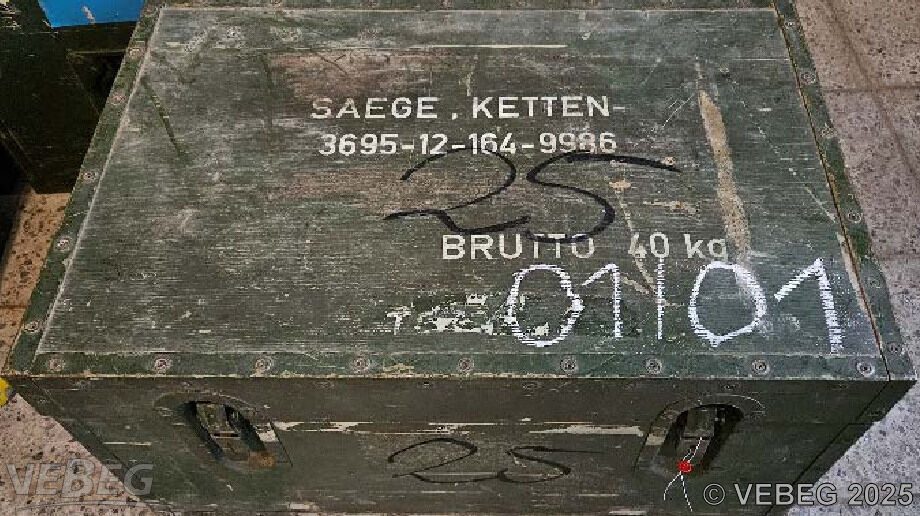 SAEGE, KETTEN-
3695-12-164-9986
25
BRUTTO 40 kg
01/01
25
VEBEG
© VEBEG 2025